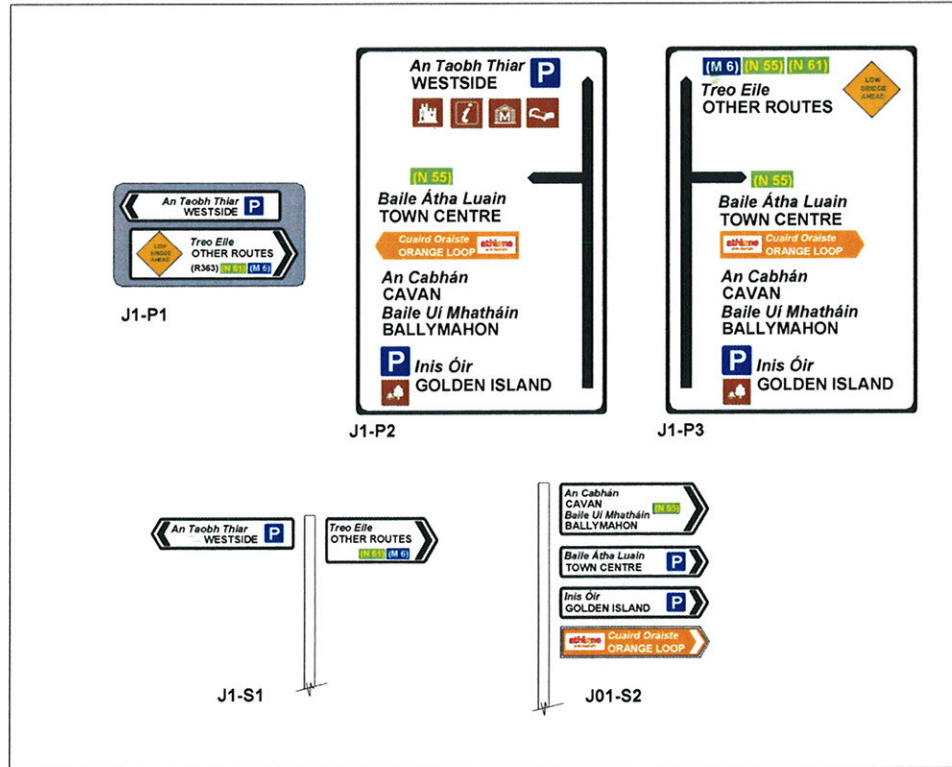 An Taobh Thiar
WESTSIDE P
LOW
BRIDGE
AHEAD
Treo Eile
OTHER ROUTES
(R363) (N 61) (M 6)
J1-P1
An Taobh Thiar
WESTSIDE P
i M
(N 55)
Baile Átha Luain
TOWN CENTRE
Cuaird Oraiste
ORANGE LOOP
athlone
An Cabhán
CAVAN
Baile Uí Mhatháin
BALLYMAHON
P Inis Óir
GOLDEN ISLAND
J1-P2
(M 6) (N 55) (N 61)
Treo Eile
OTHER ROUTES
LOW
BRIDGE
AHEAD
(N 55)
Baile Átha Luain
TOWN CENTRE
athlone
Cuaird Oraiste
ORANGE LOOP
An Cabhán
CAVAN
Baile Uí Mhatháin
BALLYMAHON
P Inis Óir
GOLDEN ISLAND
J1-P3
An Taobh Thiar
WESTSIDE P
Treo Eile
OTHER ROUTES
(N 61) (M 6)
J1-S1
An Cabhán
CAVAN
Baile Uí Mhatháin (N 55)
BALLYMAHON
Baile Átha Luain
TOWN CENTRE P
Inis Óir
GOLDEN ISLAND P
athlone
Cuaird Oraiste
ORANGE LOOP
J01-S2